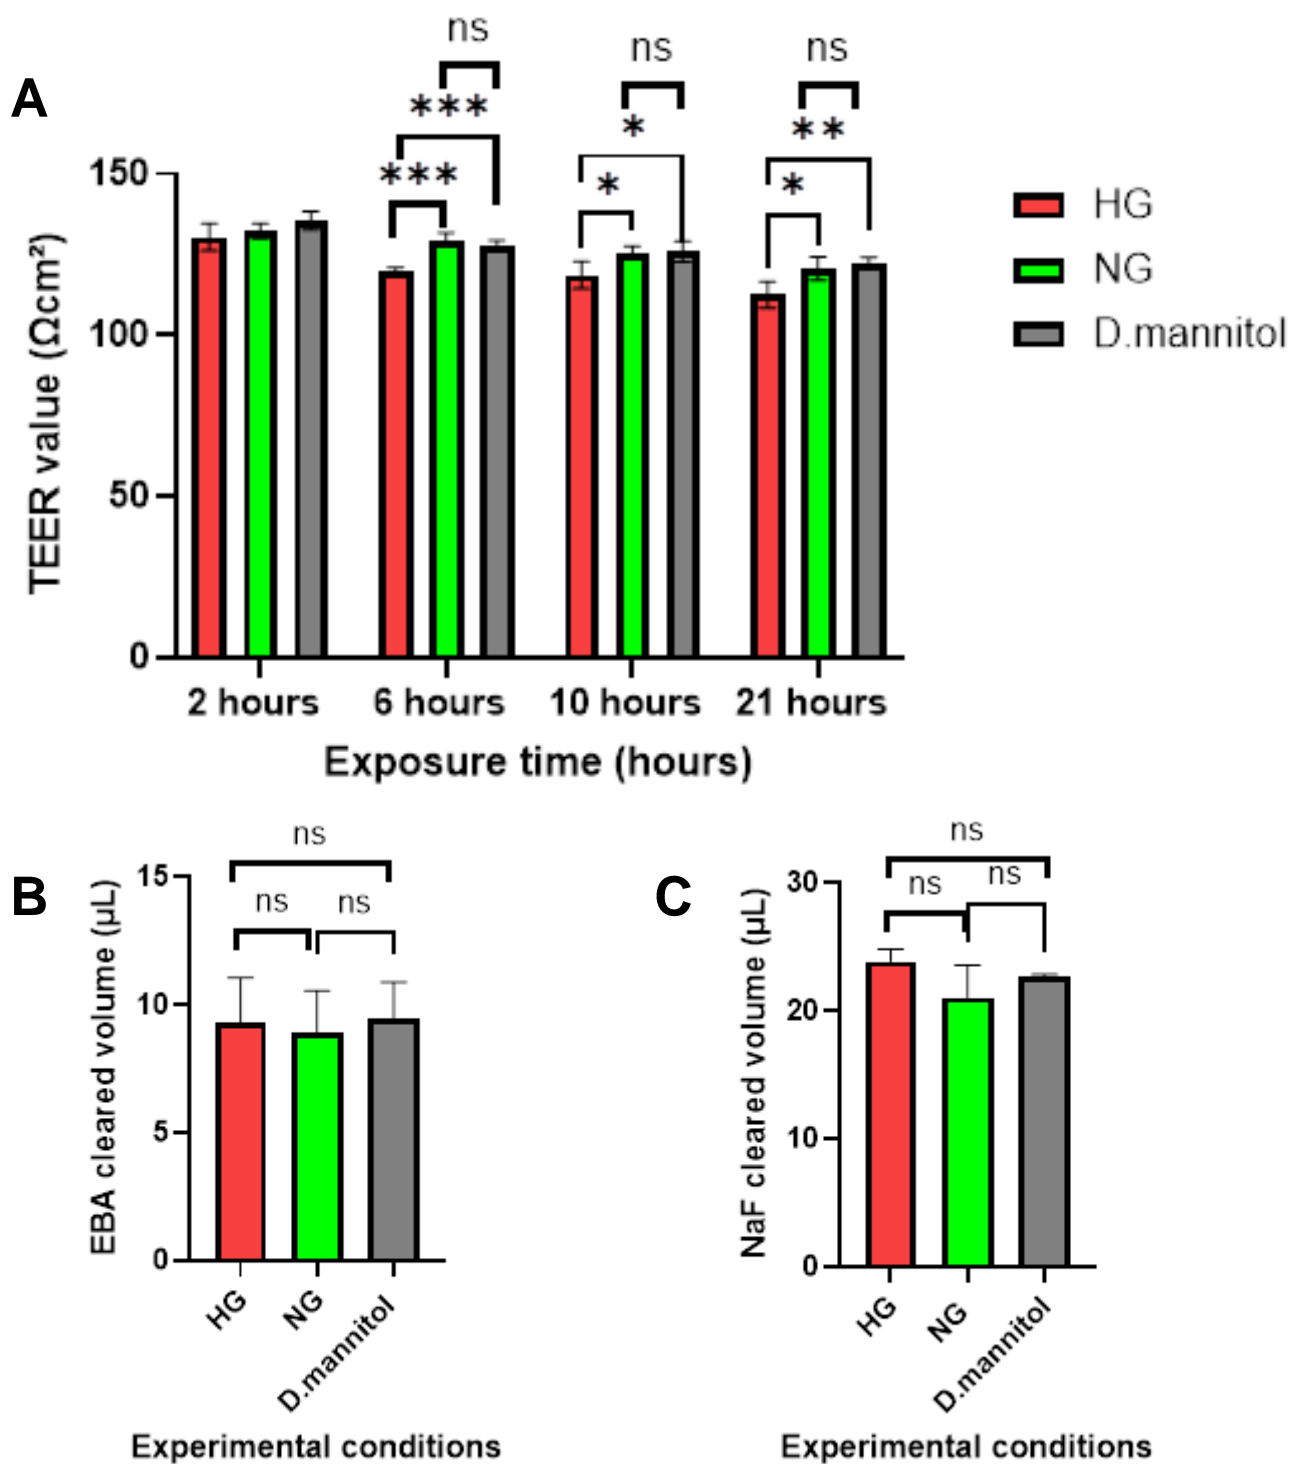 A
ns
ns
ns
***
*
**
***
*
*
150
100
50
0
TEER value (Ωcm²)
2 hours
6 hours
10 hours
21 hours
Exposure time (hours)
HG
NG
D.mannitol
B
ns
ns
ns
15
10
5
0
EBA cleared volume (µL)
HG
NG
D.mannitol
Experimental conditions
C
ns
ns
ns
30
20
10
0
NaF cleared volume (µL)
HG
NG
D.mannitol
Experimental conditions